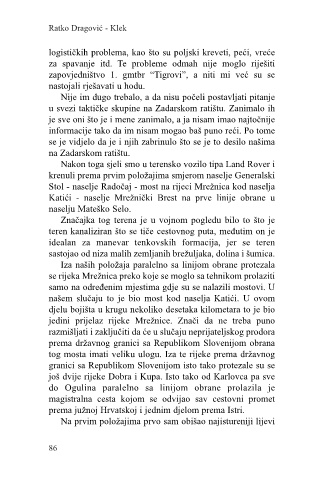 Ratko Dragović - Klek
logističkih problema, kao što su poljski kreveti, peći, vreće
za spavanje itd. Te probleme odmah nije moglo riješiti
zapovjedništvo 1. gmtbr “Tigrovi”, a niti mi već su se
nastojali rješavati u hodu.
Nije im dugo trebalo, a da nisu počeli postavljati pitanje
u svezi taktičke skupine na Zadarskom ratištu. Zanimalo ih
je sve oni što je i mene zanimalo, a ja nisam imao najtočnije
informacije tako da im nisam mogao baš puno reći. Po tome
se je vidjelo da je i njih zabrinulo što se je to desilo našima
na Zadarskom ratištu.
Nakon toga sjeli smo u terensko vozilo tipa Land Rover i
krenuli prema prvim položajima smjerom naselje Generalski
Stol - naselje Radočaj - most na rijeci Mrežnica kod naselja
Katići - naselje Mrežnički Brest na prve linije obrane u
naselju Mateško Selo.
Značajka tog terena je u vojnom pogledu bilo to što je
teren kanaliziran što se tiče cestovnog puta, međutim on je
idealan za manevar tenkovskih formacija, jer se teren
sastojao od niza malih zemljanih brežuljaka, dolina i šumica.
Iza naših položaja paralelno sa linijom obrane protezala
se rijeka Mrežnica preko koje se moglo sa tehnikom prolaziti
samo na određenim mjestima gdje su se nalazili mostovi. U
našem slučaju to je bio most kod naselja Katići. U ovom
djelu bojišta u krugu nekoliko desetaka kilometara to je bio
jedini prijelaz rijeke Mrežnice. Znači da ne treba puno
razmišljati i zaključiti da će u slučaju neprijateljskog prodora
prema državnog granici sa Republikom Slovenijom obrana
tog mosta imati veliku ulogu. Iza te rijeke prema državnog
granici sa Republikom Slovenijom isto tako protezale su se
još dvije rijeke Dobra i Kupa. Isto tako od Karlovca pa sve
do Ogulina paralelno sa linijom obrane prolazila je
magistralna cesta kojom se odvijao sav cestovni promet
prema južnoj Hrvatskoj i jednim djelom prema Istri.
Na prvim položajima prvo sam obišao najistureniji lijevi
86